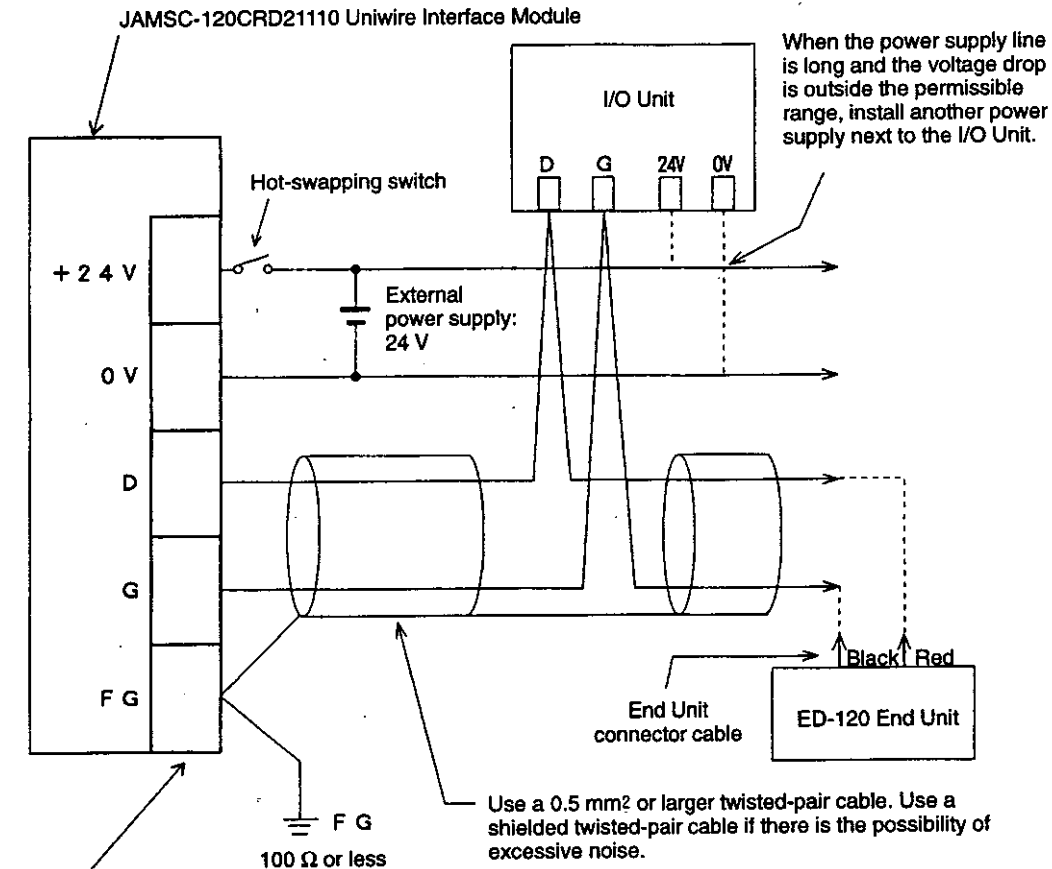 JAMSC-120CRD21110 Uniwire Interface Module
When the power supply line
is long and the voltage drop
is outside the permissible
range, install another power
supply next to the I/O Unit.
I/O Unit
D G 24V 0V
Hot-swapping switch
+ 2 4 V
External
power supply:
24 V
0 V
D
G
Black Red
F G
End Unit
connector cable
ED-120 End Unit
Use a 0.5 mm2 or larger twisted-pair cable. Use a
shielded twisted-pair cable if there is the possibility of
excessive noise.
F G
100 Ω or less